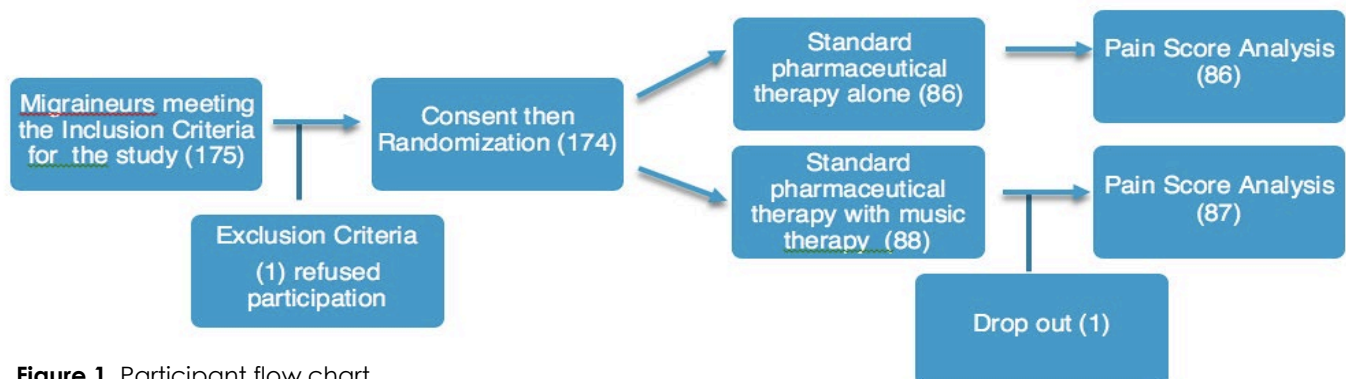 Migraineurs meeting
the Inclusion Criteria
for the study (175)
Exclusion Criteria
(1) refused
participation
Consent then
Randomization (174)
Standard
pharmaceutical
therapy alone (86)
Pain Score Analysis
(86)
Standard
pharmaceutical
therapy with music
therapy (88)
Pain Score Analysis
(87)
Drop out (1)
Figure 1. Participant flow chart